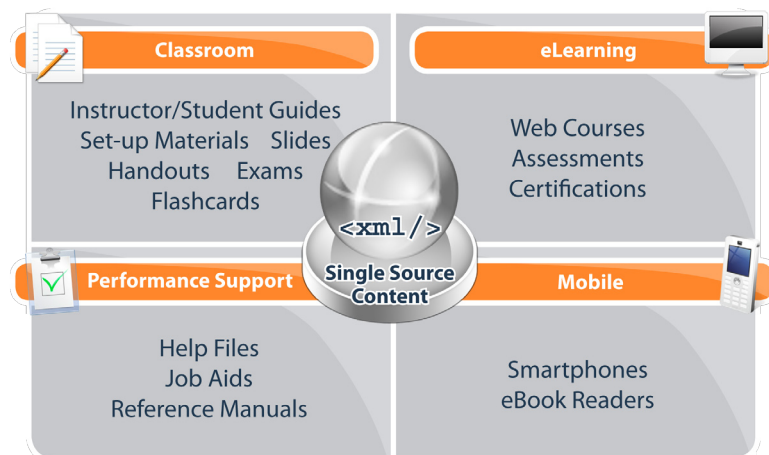 Classroom
Instructor/Student Guides
Set-up Materials Slides
Handouts Exams
Flashcards
eLearning
Web Courses
Assessments
Certifications
<xml/>
Single Source
Content
Performance Support
Help Files
Job Aids
Reference Manuals
Mobile
Smartphones
eBook Readers